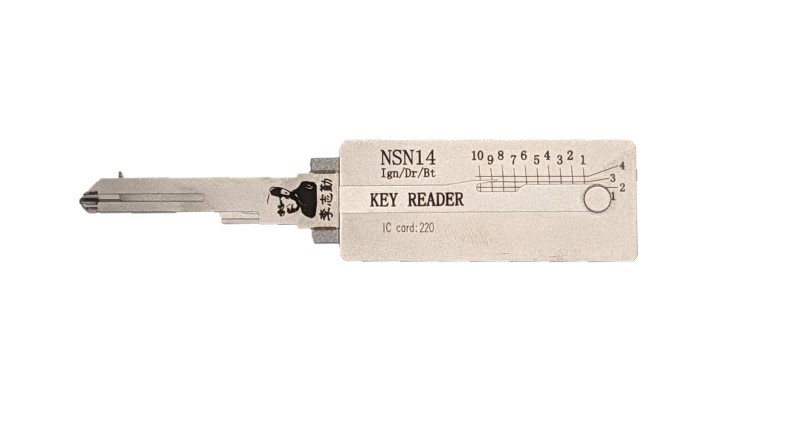 NSN14
Ign/Dr/Bt
KEY READER
IC card:220
10 9 8 7 6 5 4 3 2 1
4
3
2
1
李志勤